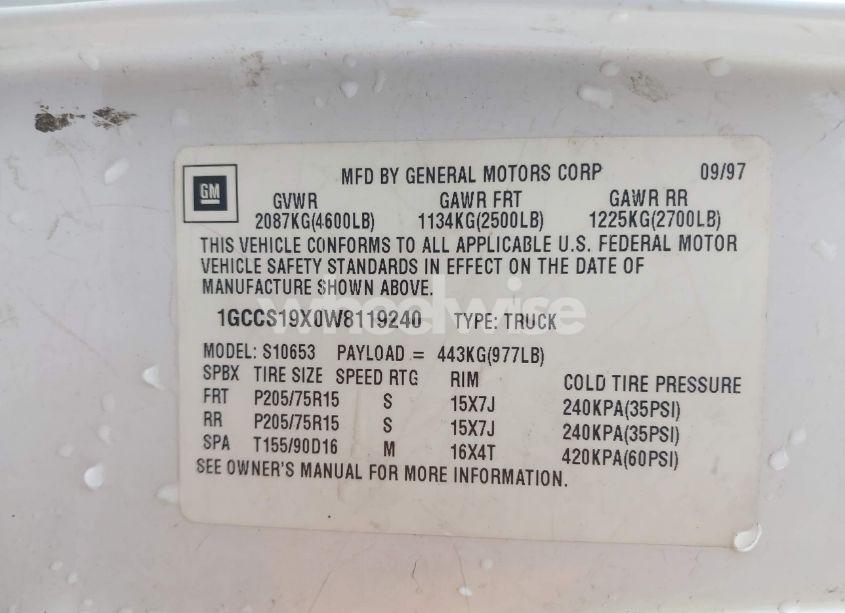 GM
MFD BY GENERAL MOTORS CORP 09/97
GVWR GAWR FRT GAWR RR
2087KG(4600LB) 1134KG(2500LB) 1225KG(2700LB)
THIS VEHICLE CONFORMS TO ALL APPLICABLE U.S. FEDERAL MOTOR
VEHICLE SAFETY STANDARDS IN EFFECT ON THE DATE OF
MANUFACTURE SHOWN ABOVE.
wheelwise
1GCCS19X0W8119240 TYPE: TRUCK
MODEL: S10653 PAYLOAD = 443KG(977LB)
SPBX TIRE SIZE SPEED RTG RIM COLD TIRE PRESSURE
FRT P205/75R15 S 15X7J 240KPA(35PSI)
RR P205/75R15 S 15X7J 240KPA(35PSI)
SPA T155/90D16 M 16X4T 420KPA(60PSI)
SEE OWNER'S MANUAL FOR MORE INFORMATION.